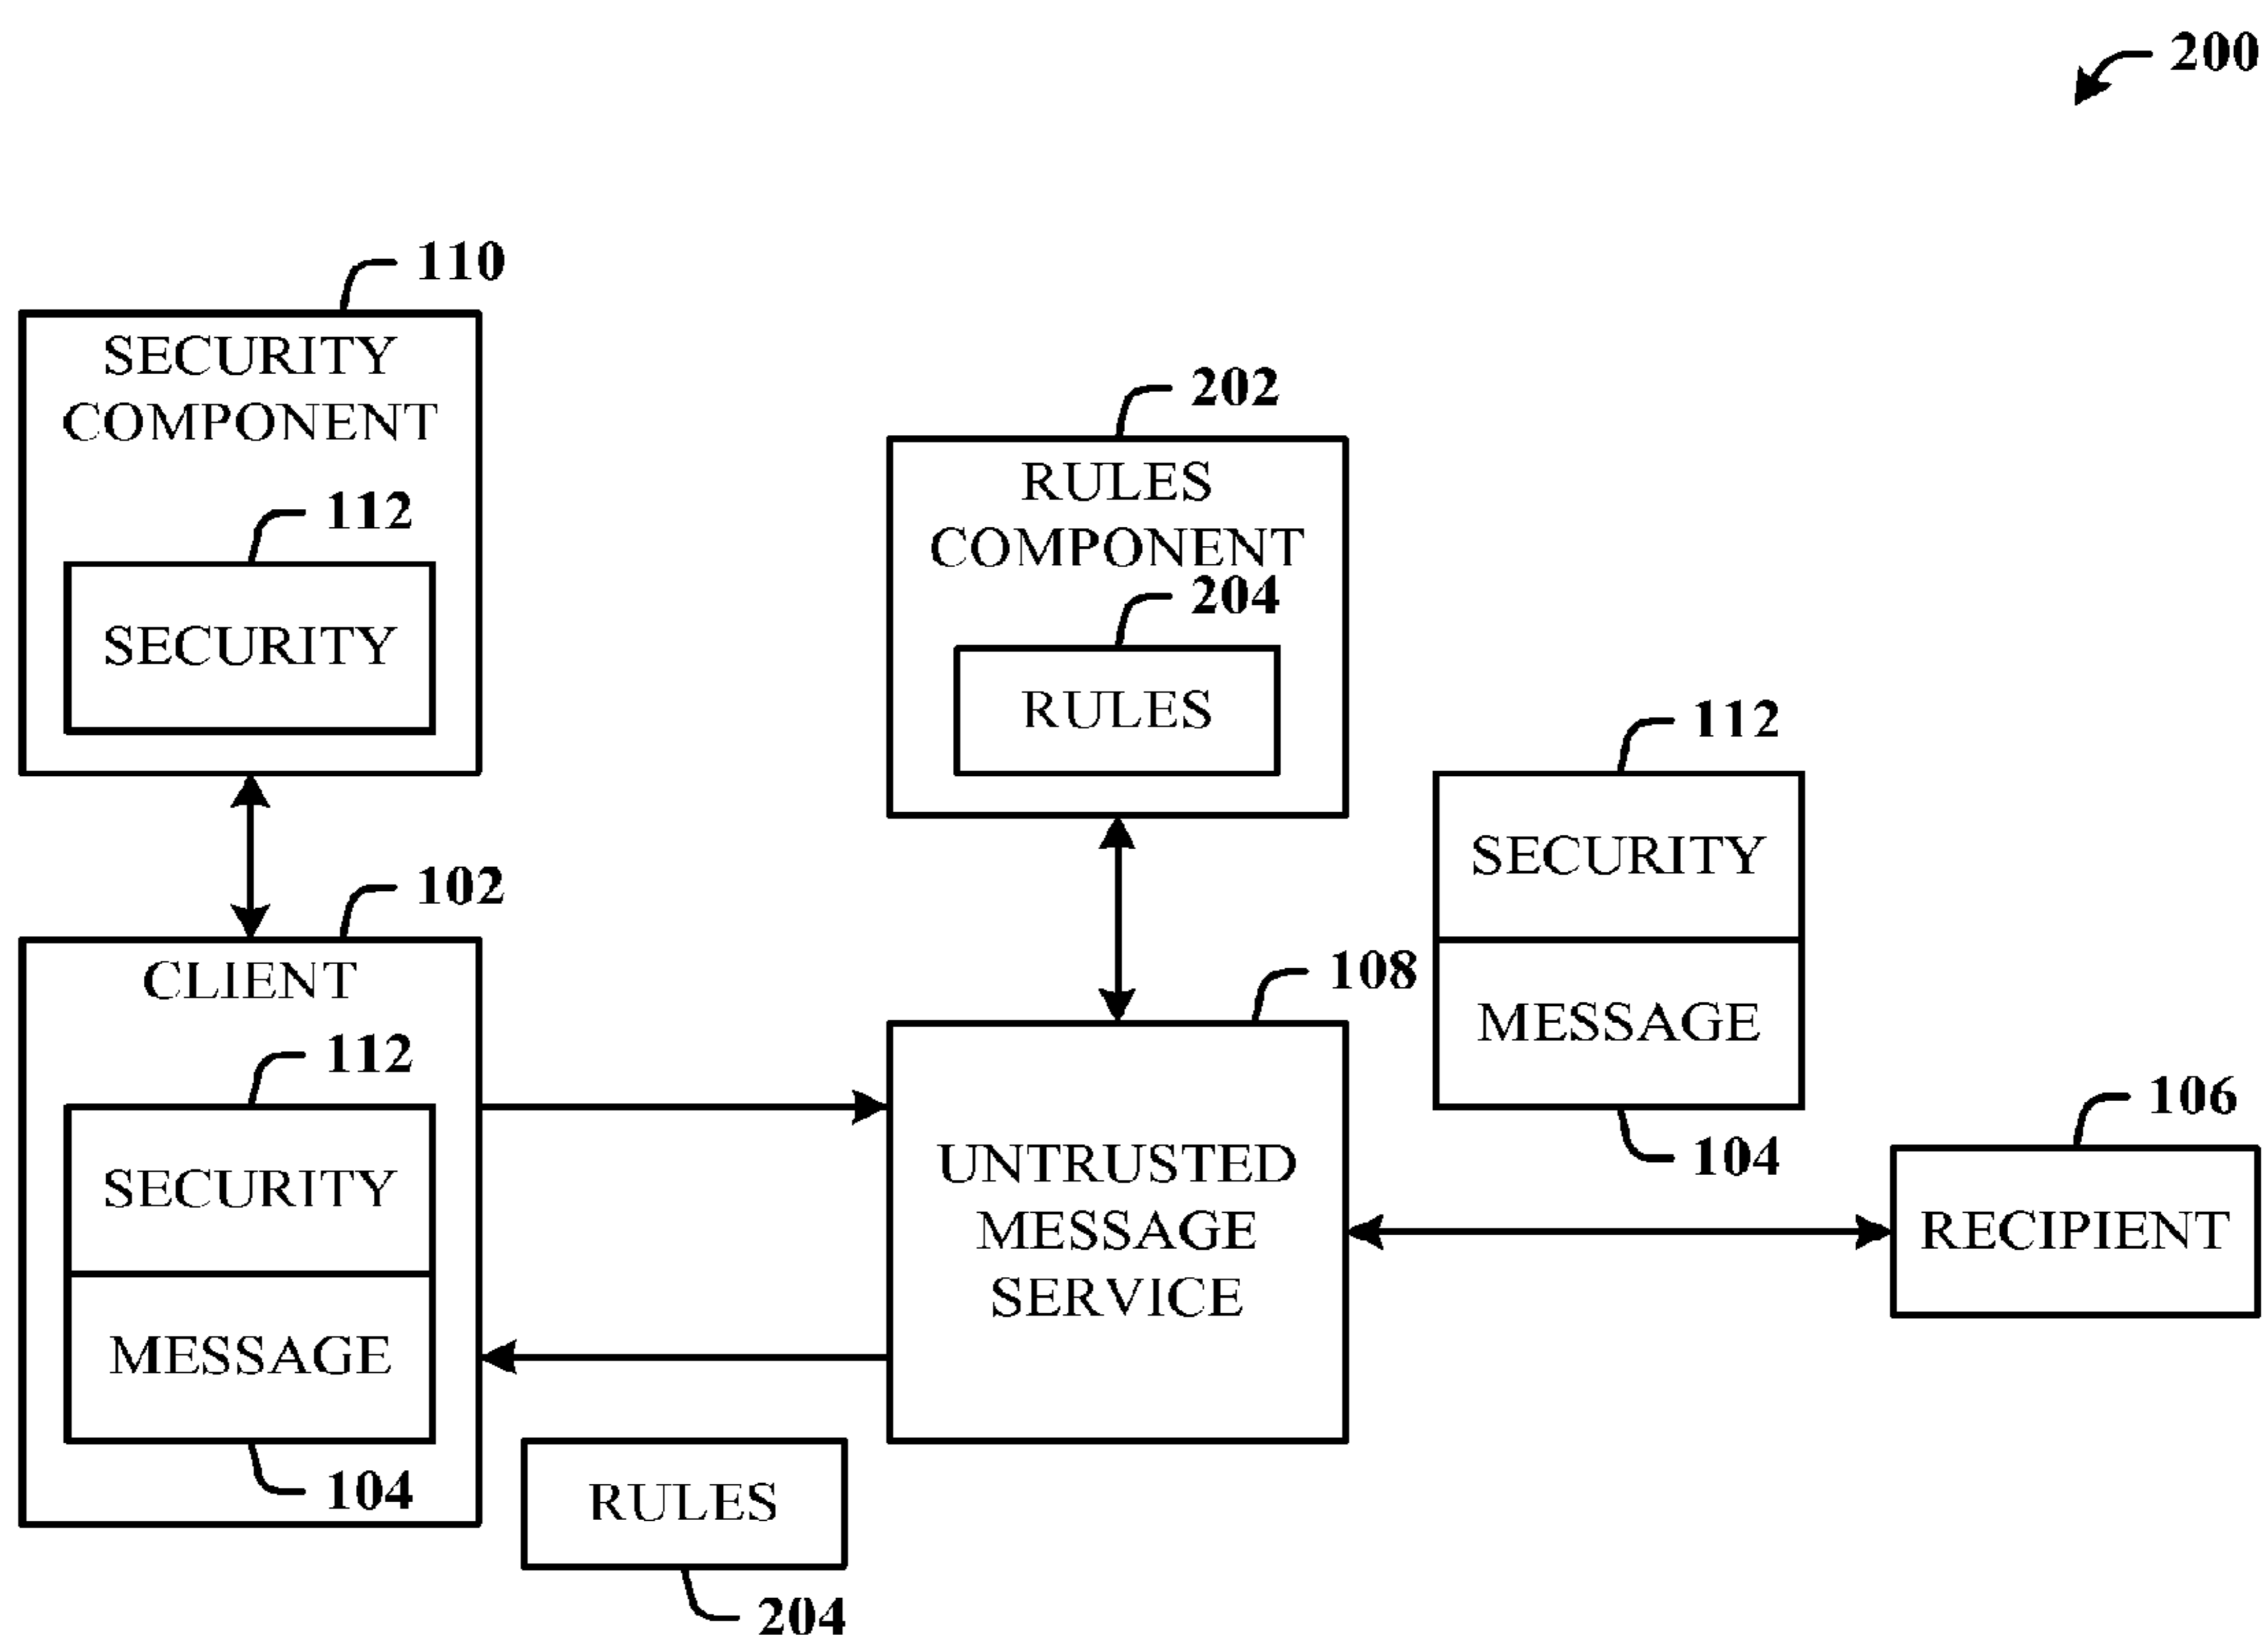 200
110
SECURITY
COMPONENT
112
SECURITY
202
RULES
COMPONENT
204
RULES
112
SECURITY
MESSAGE
104
102
CLIENT
112
SECURITY
MESSAGE
104
108
UNTRUSTED
MESSAGE
SERVICE
106
RECIPIENT
RULES
204